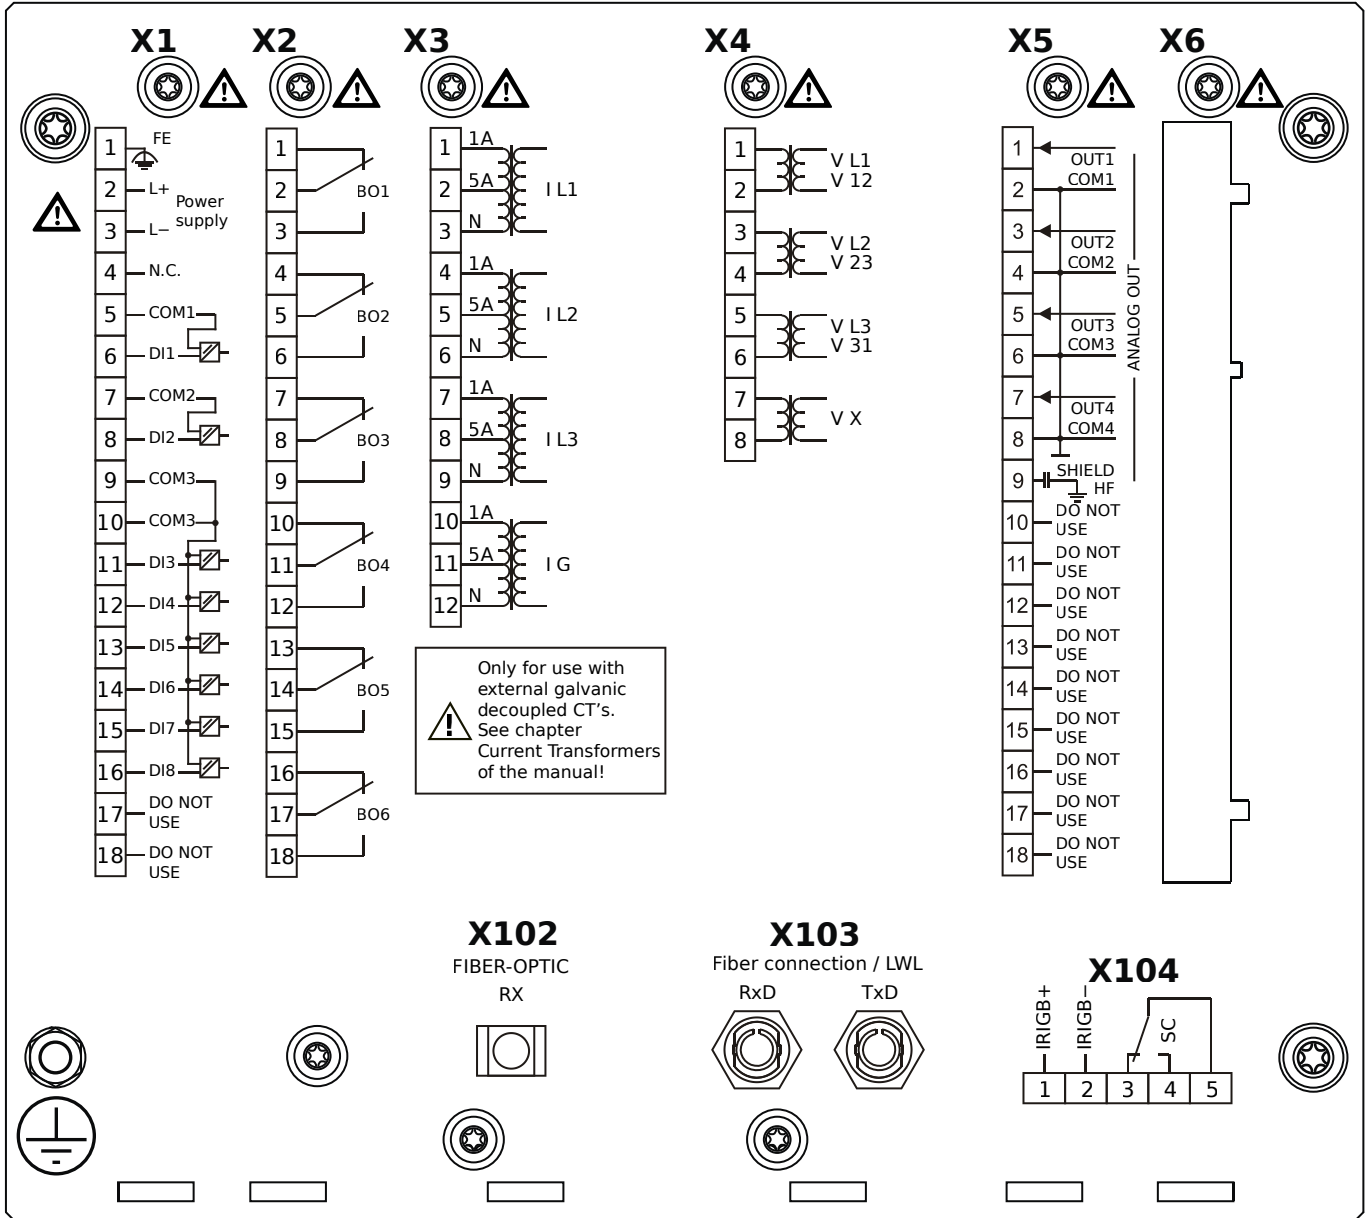 X1
1 FE
2 L+
Power
supply
3 L−
4 N.C.
5 COM1
6 DI1
7 COM2
8 DI2
9 COM3
10 COM3
11 DI3
12 DI4
13 DI5
14 DI6
15 DI7
16 DI8
17 DO NOT
USE
18 DO NOT
USE
X2
1
2 BO1
3
4
5 BO2
6
7
8 BO3
9
10
11 BO4
12
13
14 BO5
15
16
17 BO6
18
X3
1 1A
2 5A I L1
3 N
4 1A
5 5A I L2
6 N
7 1A
8 5A I L3
9 N
10 1A
11 5A I G
12 N
Only for use with
external galvanic
decoupled CT's.
See chapter
Current Transformers
of the manual!
X4
1 V L1
2 V 12
3 V L2
4 V 23
5 V L3
6 V 31
7 V X
8
X5
1 OUT1
2 COM1
3 OUT2
4 COM2
5 OUT3
6 COM3
7 OUT4
8 COM4
ANALOG OUT
9 SHIELD
HF
10 DO NOT
USE
11 DO NOT
USE
12 DO NOT
USE
13 DO NOT
USE
14 DO NOT
USE
15 DO NOT
USE
16 DO NOT
USE
17 DO NOT
USE
18 DO NOT
USE
X6
X102
FIBER-OPTIC
RX
X103
Fiber connection / LWL
RxD TxD
X104
IRIGB+
IRIGB−
SC
1 2 3 4 5